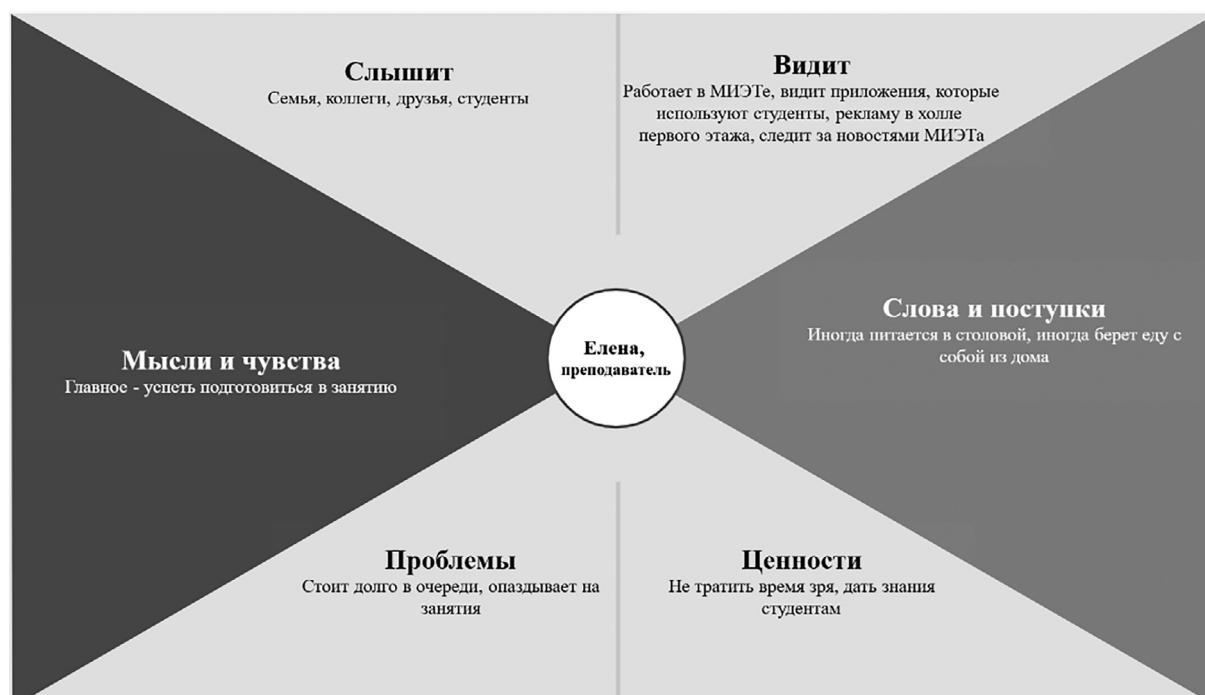 Слышит
Семья, коллеги, друзья, студенты
Видит
Работает в МИЭТе, видит приложения, которые
используют студенты, рекламу в холле
первого этажа, следит за новостями МИЭТа
Мысли и чувства
Главное - успеть подготовиться в занятию
Елена,
преподаватель
Слова и поступки
Иногда питается в столовой, иногда берет еду с
собой из дома
Проблемы
Стоит долго в очереди, опаздывает на
занятия
Ценности
Не тратить время зря, дать знания
студентам